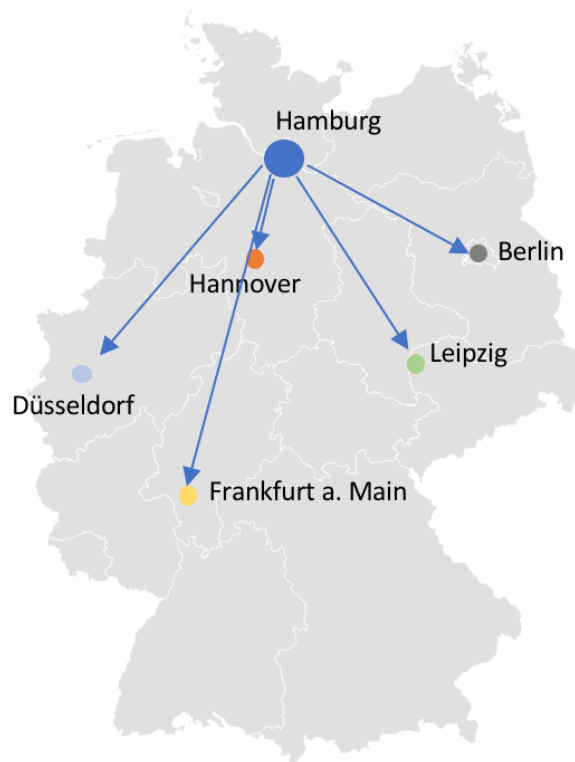 Hamburg
Berlin
Hannover
Leipzig
Düsseldorf
Frankfurt a. Main